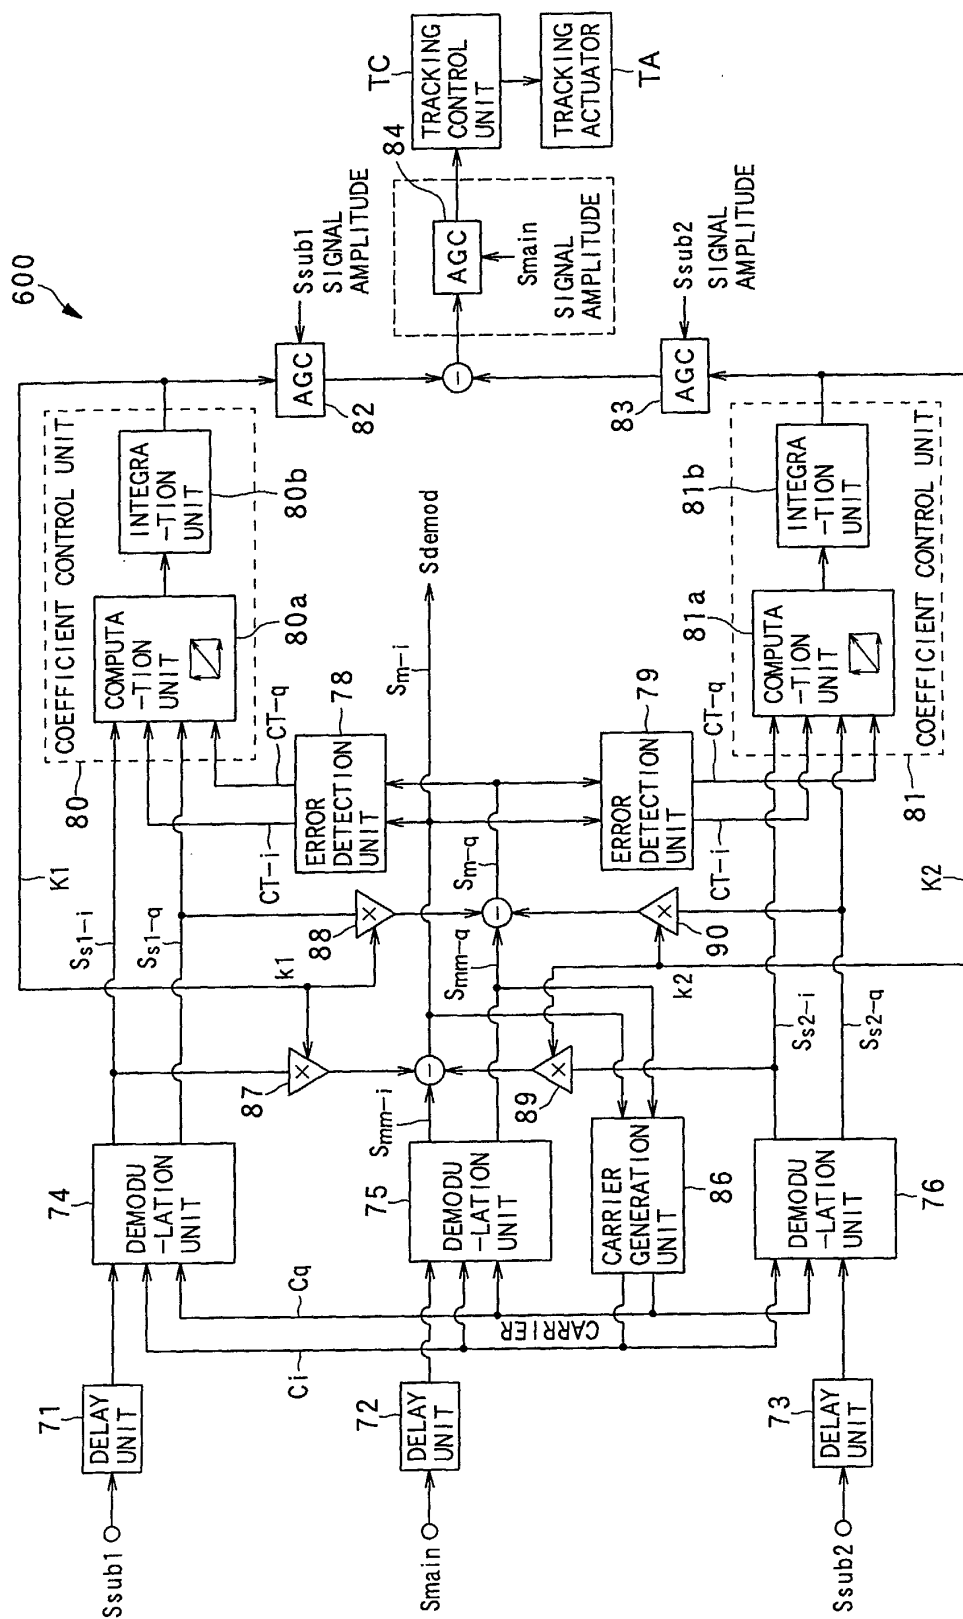 600
Ssub1
DELAY
UNIT
71
DEMODU
-LATION
UNIT
74
Ss1-i
Ss1-q
K1
k1
87
88
×
×
COEFFICIENT CONTROL UNIT
80
COMPUTA
-TION
UNIT
80a
INTEGRA
-TION
UNIT
80b
AGC
82
Ssub1
SIGNAL
AMPLITUDE
CT-i
CT-q
ERROR
DETECTION
UNIT
78
Ci
Cq
CARRIER
Smain
DELAY
UNIT
72
DEMODU
-LATION
UNIT
75
Smm-i
Smm-q
Sm-q
Sm-i
Sdemod
AGC
84
Smain
SIGNAL
AMPLITUDE
TRACKING
CONTROL
UNIT
TC
TRACKING
ACTUATOR
TA
CARRIER
GENERATION
UNIT
86
×
89
×
90
k2
K2
ERROR
DETECTION
UNIT
79
CT-i
CT-q
Ssub2
DELAY
UNIT
73
DEMODU
-LATION
UNIT
76
Ss2-i
Ss2-q
COMPUTA
-TION
UNIT
81a
INTEGRA
-TION
UNIT
81b
COEFFICIENT CONTROL UNIT
81
AGC
83
Ssub2
SIGNAL
AMPLITUDE